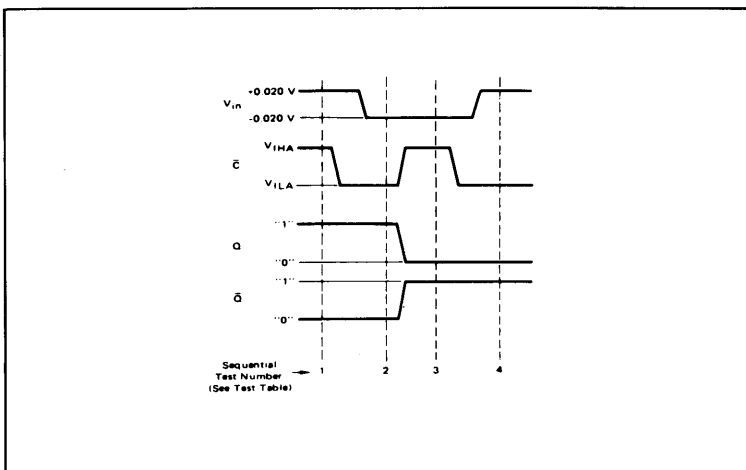 +0.020 V
Vin
-0.020 V
VIHA
C̄
VILA
"1"
Q
"0"
"1"
Q̄
"0"
Sequential
Test Number
(See Test Table)
1 2 3 4